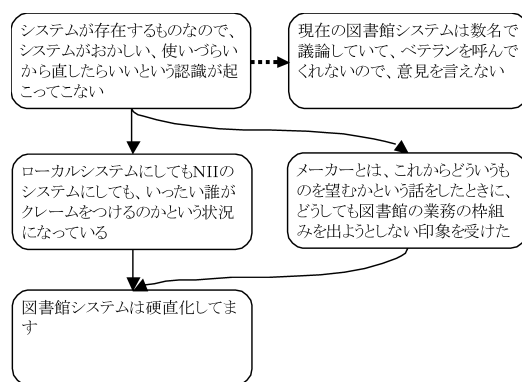 システムが存在するものなので、
システムがおかしい、使いづらい
から直したらいいという認識が起
こってこない
現在の図書館システムは数名で
議論していて、ベテランを呼んで
くれないので、意見を言えない
ローカルシステムにしてもNIIの
システムにしても、いったい誰が
クレームをつけるのかという状況
になっている
メーカーとは、これからどういうも
のを望むかという話をしたときに、
どうしても図書館の業務の枠組
みを出ようとしない印象を受けた
図書館システムは硬直化してま
す